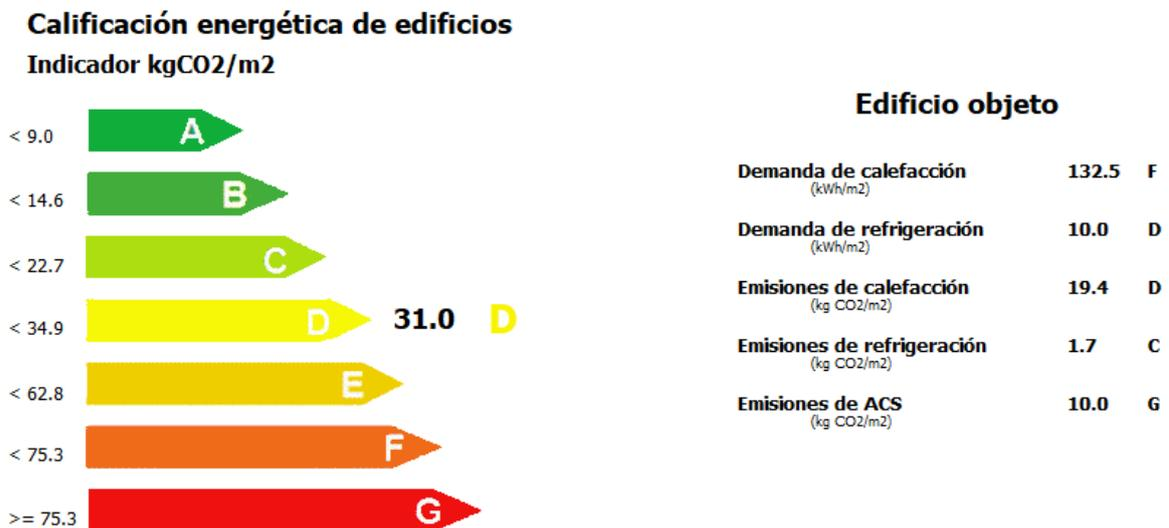 Calificación energética de edificios
Indicador kgCO2/m2
< 9.0 A
< 14.6 B
< 22.7 C
< 34.9 D 31.0 D
< 62.8 E
< 75.3 F
>= 75.3 G
Edificio objeto
Demanda de calefacción 132.5 F
(kWh/m2)
Demanda de refrigeración 10.0 D
(kWh/m2)
Emisiones de calefacción 19.4 D
(kg CO2/m2)
Emisiones de refrigeración 1.7 C
(kg CO2/m2)
Emisiones de ACS 10.0 G
(kg CO2/m2)